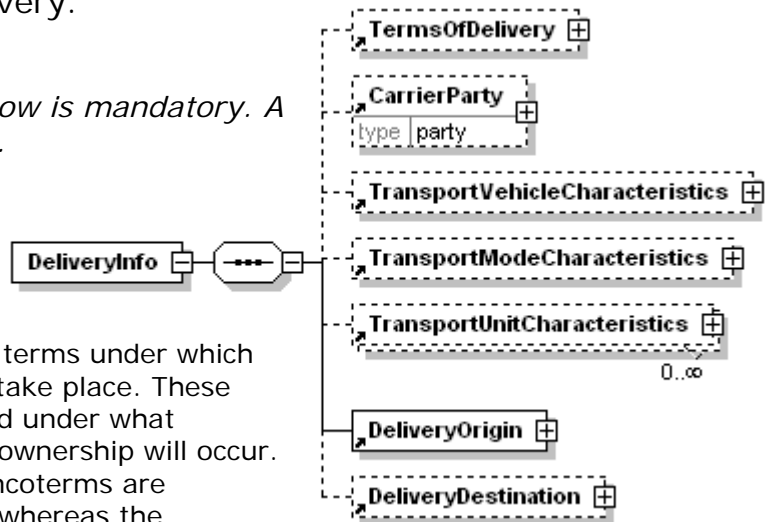 very.
ow is mandatory. A
TermsOfDelivery
CarrierParty
type party
TransportVehicleCharacteristics
TransportModeCharacteristics
TransportUnitCharacteristics
0..∞
DeliveryInfo
DeliveryOrigin
DeliveryDestination
terms under which
take place. These
d under what
ownership will occur.
ncoterms are
whereas the